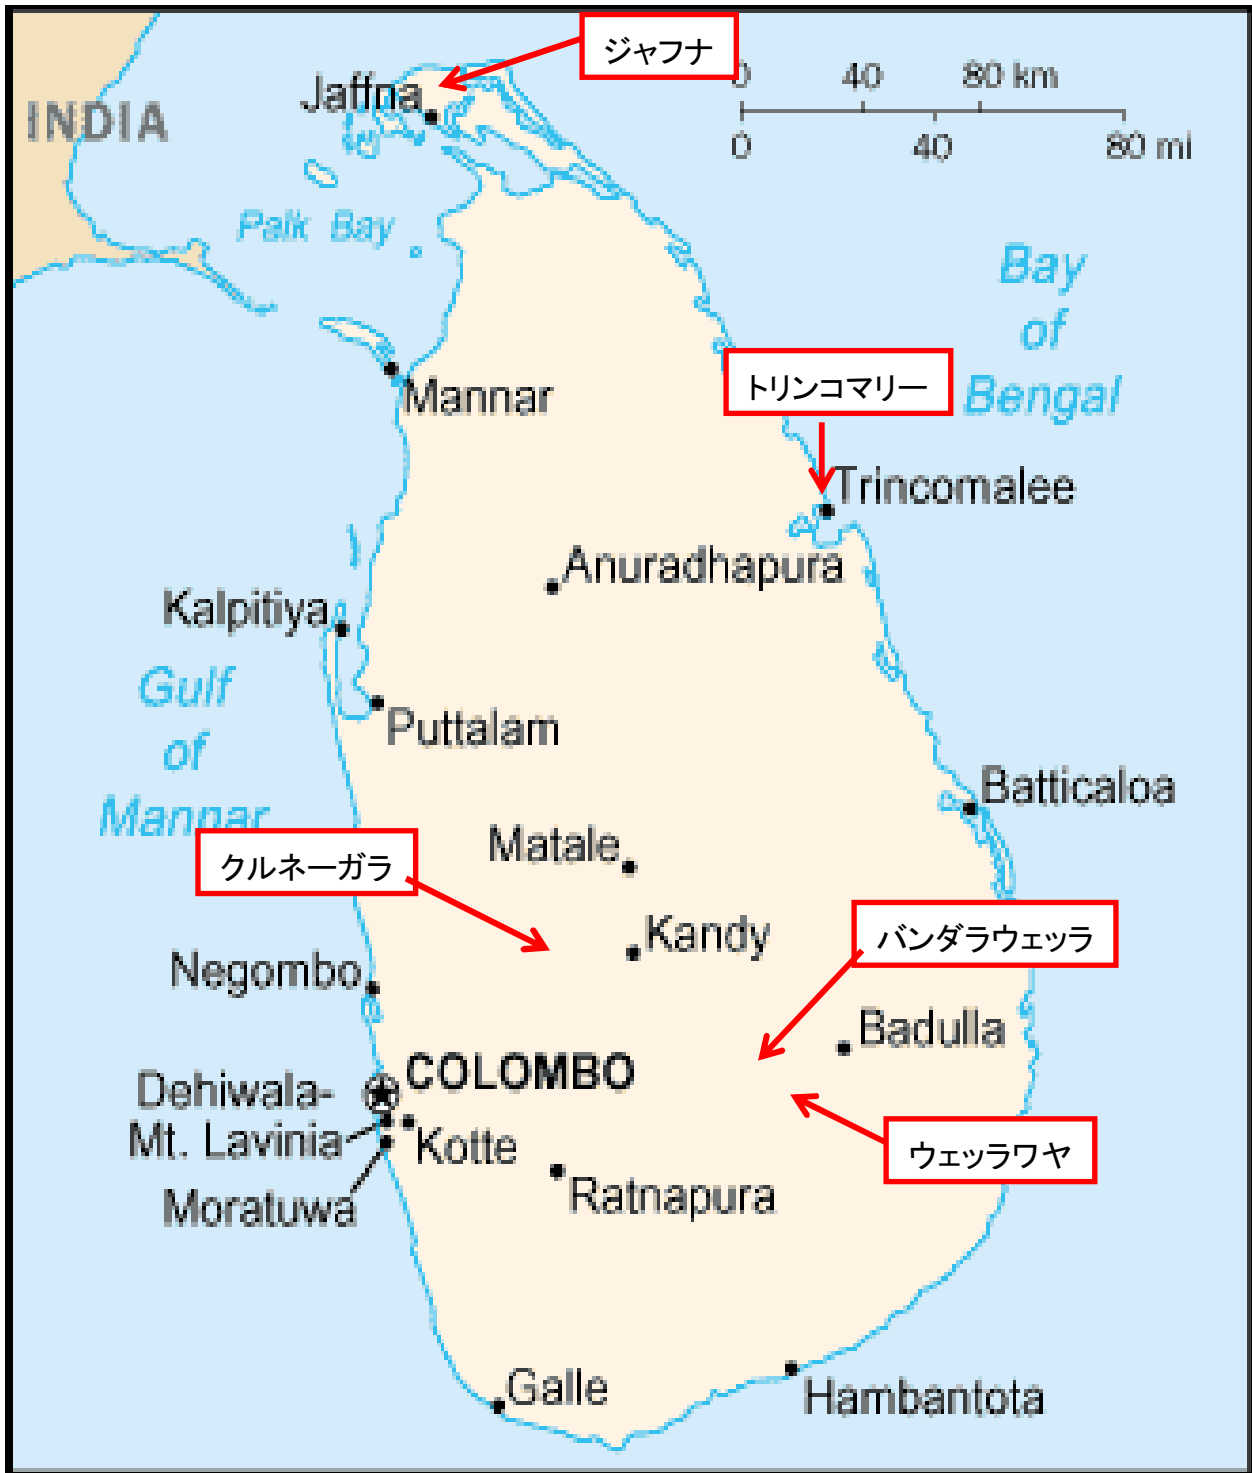 ジャフナ
0 40 80 km
0 40 80 mi
Jaffna
INDIA
Palk Bay
Bay
of
Bengal
トリンコマリー
Mannar
Trincomalee
Anuradhapura
Kalpitiya
Gulf
of
Mannar
Puttalam
Batticaloa
Matale
クルネーガラ
Kandy
バンダラウェッラ
Negombo
Badulla
COLOMBO
Dehiwala-
Mt. Lavinia
Kotte
ウェッラワヤ
Moratuwa
Ratnapura
Galle
Hambantota